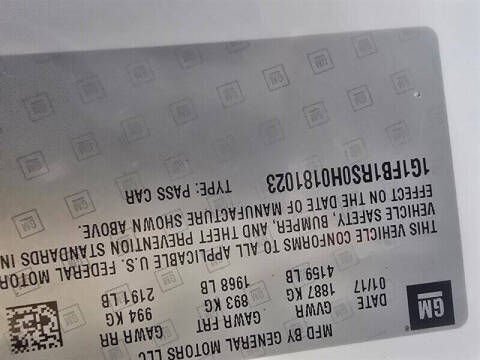 GM
MFD BY GENERAL MOTORS LLC
DATE GVWR GAWR FRT GAWR RR
01/17 1887 KG 893 KG 994 KG
4159 LB 1968 LB 2191 LB
THIS VEHICLE CONFORMS TO ALL APPLICABLE U.S. FEDERAL MOTOR
VEHICLE SAFETY, BUMPER, AND THEFT PREVENTION STANDARDS IN
EFFECT ON THE DATE OF MANUFACTURE SHOWN ABOVE.
1G1FB1RS0H0181023 TYPE: PASS CAR